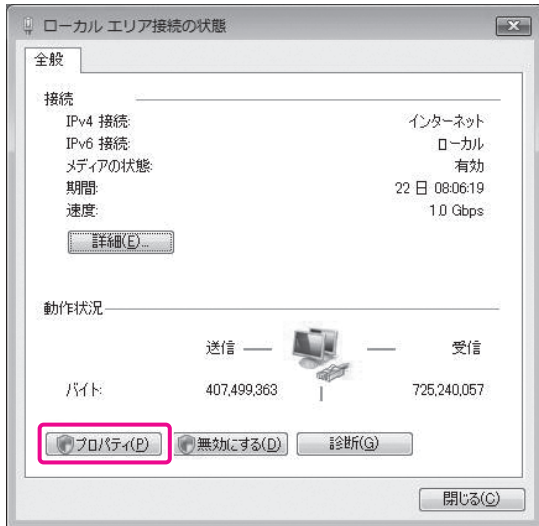 ローカル エリア接続の状態
全般
接続
IPv4 接続: インターネット
IPv6 接続: ローカル
メディアの状態: 有効
期間: 22 日 08:06:19
速度: 1.0 Gbps
詳細(E)...
動作状況
送信 受信
バイト: 407,499,363 725,240,057
プロパティ(P) 無効にする(D) 診断(G)
閉じる(C)